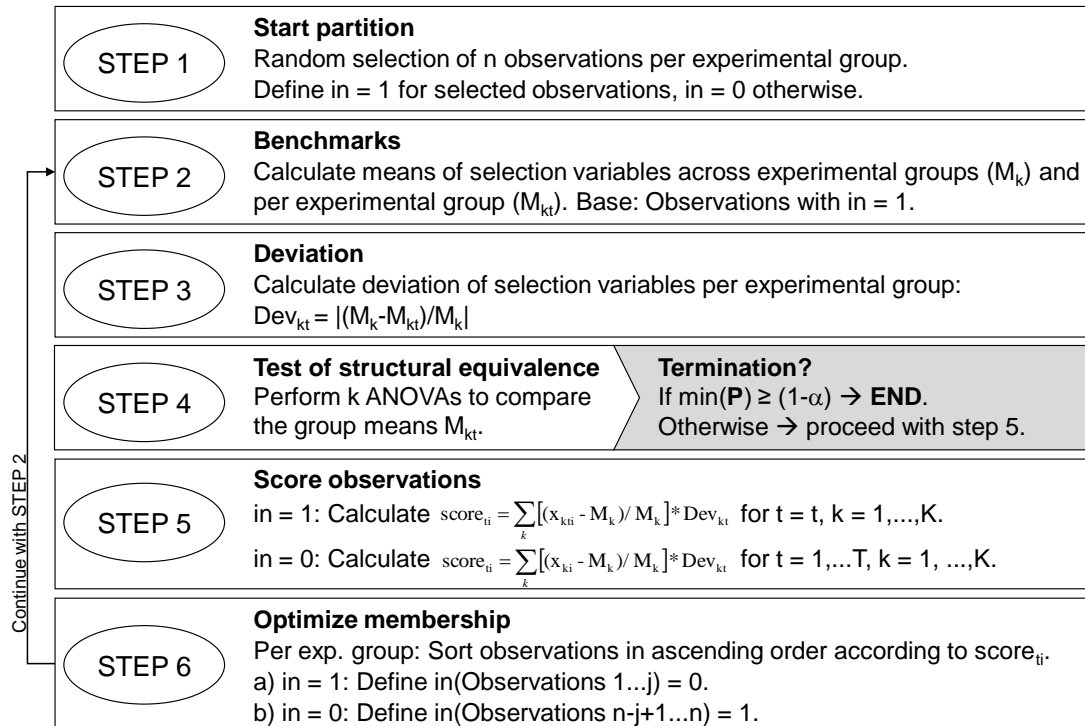 STEP 1
Start partition
Random selection of n observations per experimental group.
Define in = 1 for selected observations, in = 0 otherwise.
STEP 2
Benchmarks
Calculate means of selection variables across experimental groups (Mₖ) and
per experimental group (Mₖₜ). Base: Observations with in = 1.
STEP 3
Deviation
Calculate deviation of selection variables per experimental group:
Devₖₜ = |(Mₖ-Mₖₜ)/Mₖ|
STEP 4
Test of structural equivalence
Perform k ANOVAs to compare
the group means Mₖₜ.
Termination?
If min(P) ≥ (1-α) → END.
Otherwise → proceed with step 5.
STEP 5
Score observations
in = 1: Calculate scoreₜᵢ = ∑ₖ[(xₖₜᵢ - Mₖ)/ Mₖ]* Devₖₜ for t = t, k = 1,...,K.
in = 0: Calculate scoreₜᵢ = ∑ₖ[(xₖᵢ - Mₖ)/ Mₖ]* Devₖₜ for t = 1,...T, k = 1, ...,K.
STEP 6
Optimize membership
Per exp. group: Sort observations in ascending order according to scoreₜᵢ.
a) in = 1: Define in(Observations 1...j) = 0.
b) in = 0: Define in(Observations n-j+1...n) = 1.
Continue with STEP 2